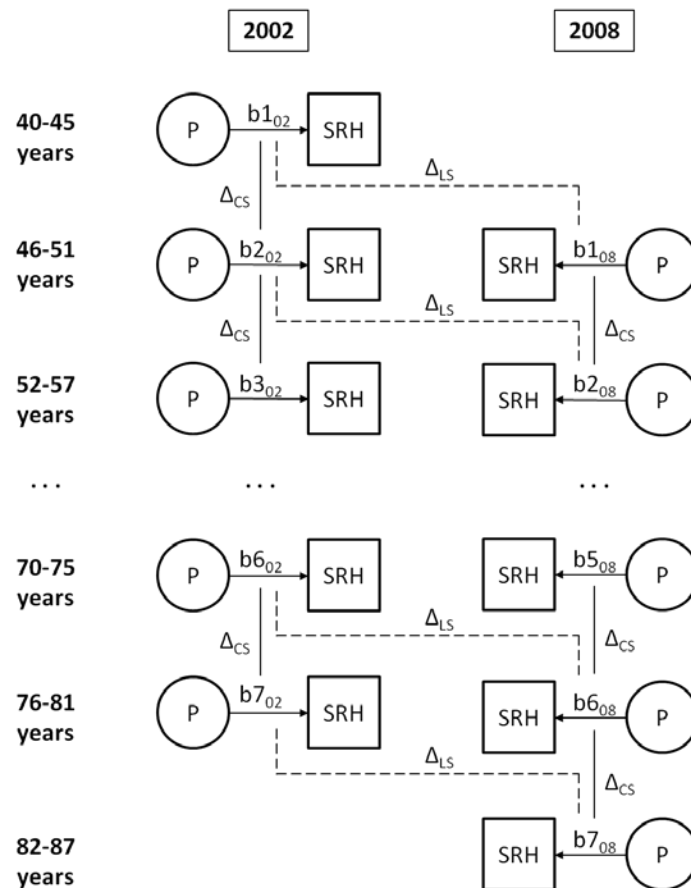 2002 2008
40-45 years P b1₀₂ SRH
Δ_CS Δ_LS
46-51 years P b2₀₂ SRH SRH b1₀₈ P
Δ_CS Δ_LS Δ_CS
52-57 years P b3₀₂ SRH SRH b2₀₈ P
... ... ...
70-75 years P b6₀₂ SRH SRH b5₀₈ P
Δ_CS Δ_LS Δ_CS
76-81 years P b7₀₂ SRH SRH b6₀₈ P
Δ_LS Δ_CS
82-87 years SRH b7₀₈ P